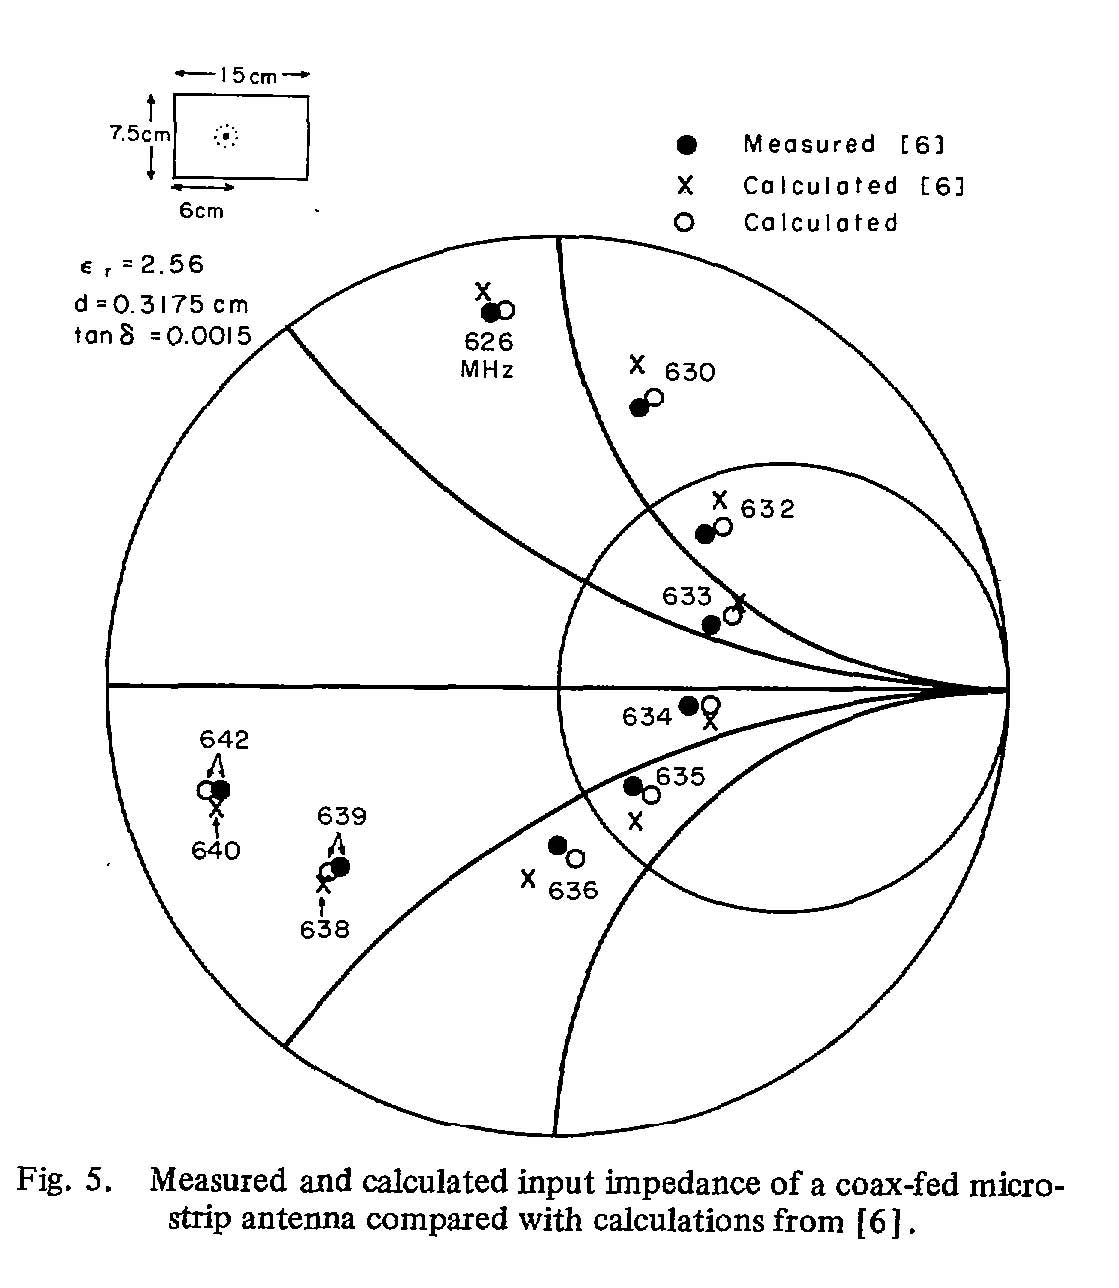 15cm
7.5cm
6cm
ϵ r = 2.56
d = 0.3175 cm
tan δ = 0.0015
● Measured [6]
X Calculated [6]
O Calculated
626
MHz
630
632
633
634
635
636
642
640
639
638
Fig. 5. Measured and calculated input impedance of a coax-fed micro-
strip antenna compared with calculations from [6].